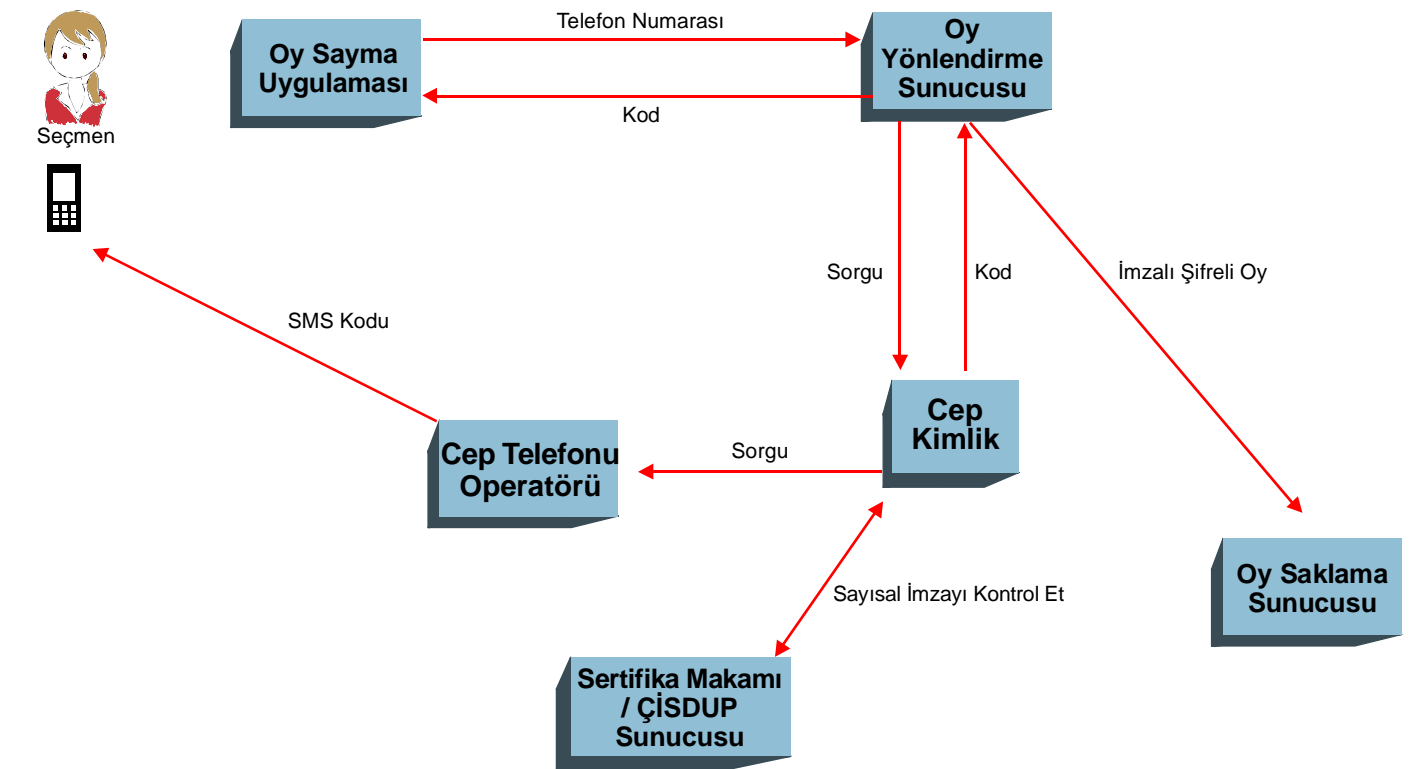 Telefon Numarası
Oy Sayma
Uygulaması
Oy
Yönlendirme
Sunucusu
Kod
Seçmen
Sorgu
Kod
İmzalı Şifreli Oy
SMS Kodu
Cep
Kimlik
Cep Telefonu
Operatörü
Sorgu
Oy Saklama
Sunucusu
Sayısal İmzayı Kontrol Et
Sertifika Makamı
/ ÇİSDUP
Sunucusu